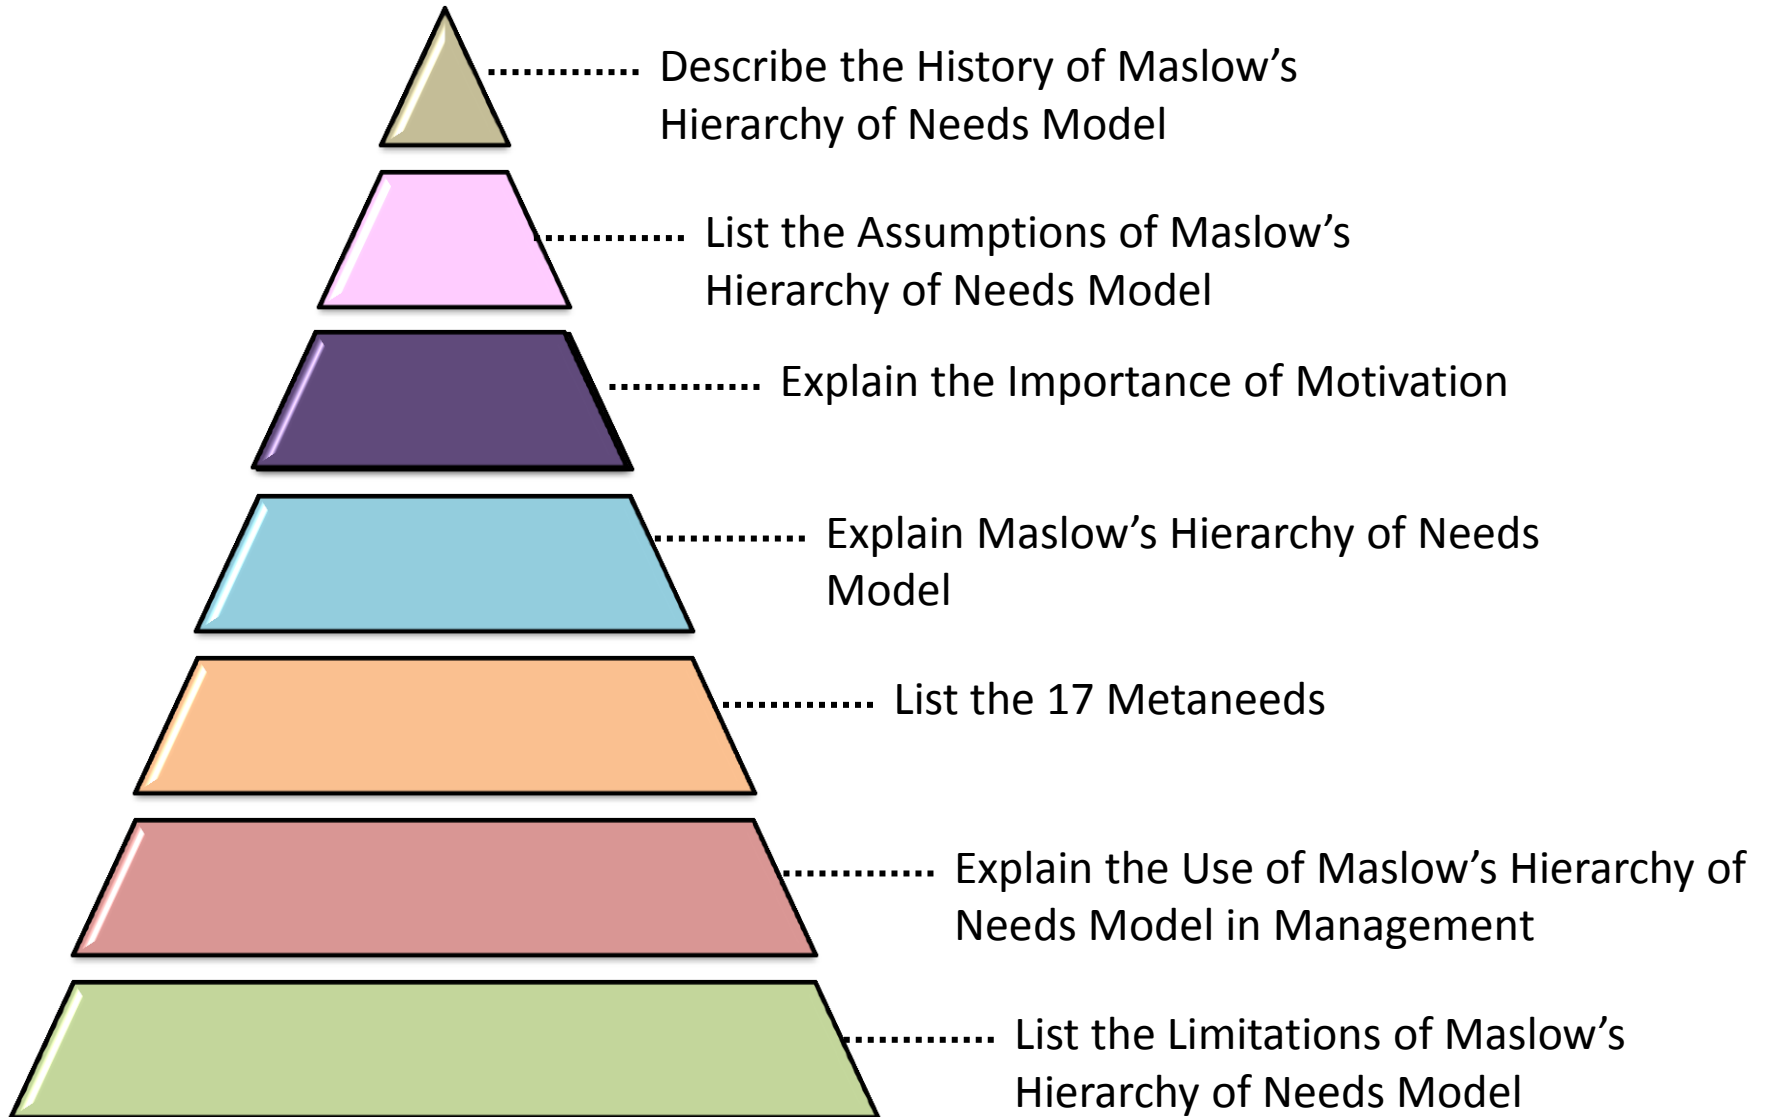 Describe the History of Maslow’s
Hierarchy of Needs Model
List the Assumptions of Maslow’s
Hierarchy of Needs Model
Explain the Importance of Motivation
Explain Maslow’s Hierarchy of Needs
Model
List the 17 Metaneeds
Explain the Use of Maslow’s Hierarchy of
Needs Model in Management
List the Limitations of Maslow’s
Hierarchy of Needs Model